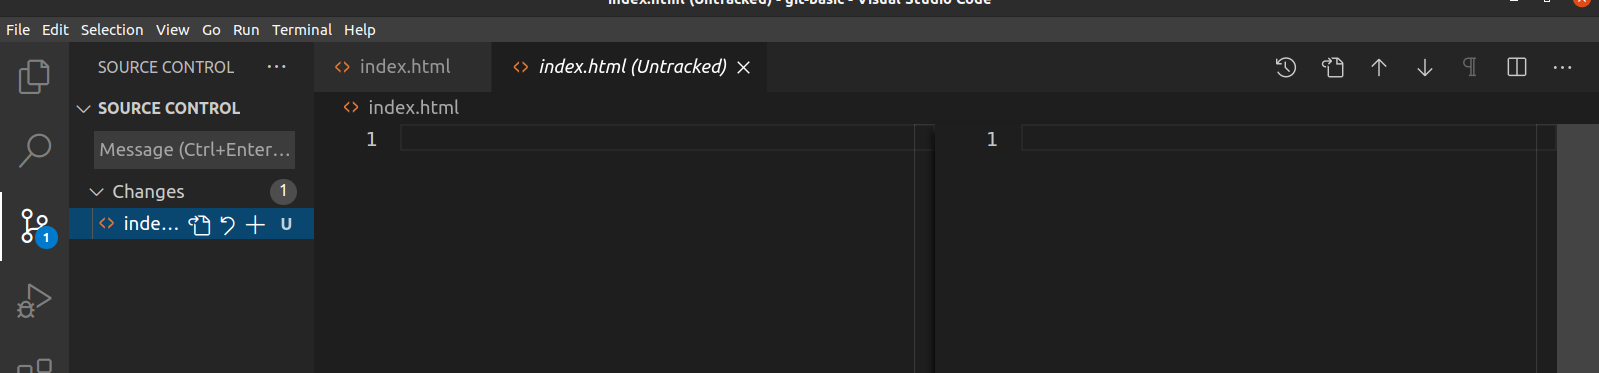 index.html (Untracked) - git-basic - Visual Studio Code
File Edit Selection View Go Run Terminal Help
SOURCE CONTROL
index.html
index.html (Untracked)
SOURCE CONTROL
index.html
Message (Ctrl+Enter...
1
1
Changes
1
inde...
U
1